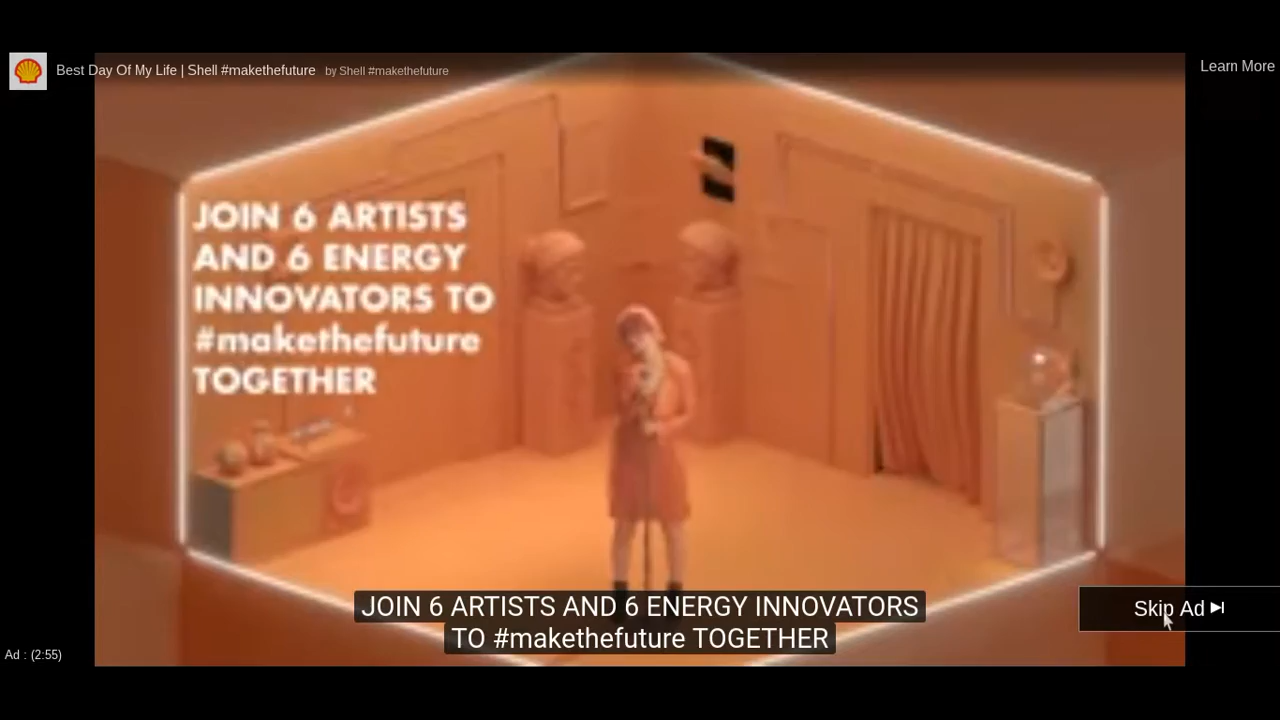 Best Day Of My Life | Shell #makethefuture by Shell #makethefuture
Learn More
JOIN 6 ARTISTS
AND 6 ENERGY
INNOVATORS TO
#makethefuture
TOGETHER
JOIN 6 ARTISTS AND 6 ENERGY INNOVATORS
TO #makethefuture TOGETHER
Skip Ad
Ad : (2:55)